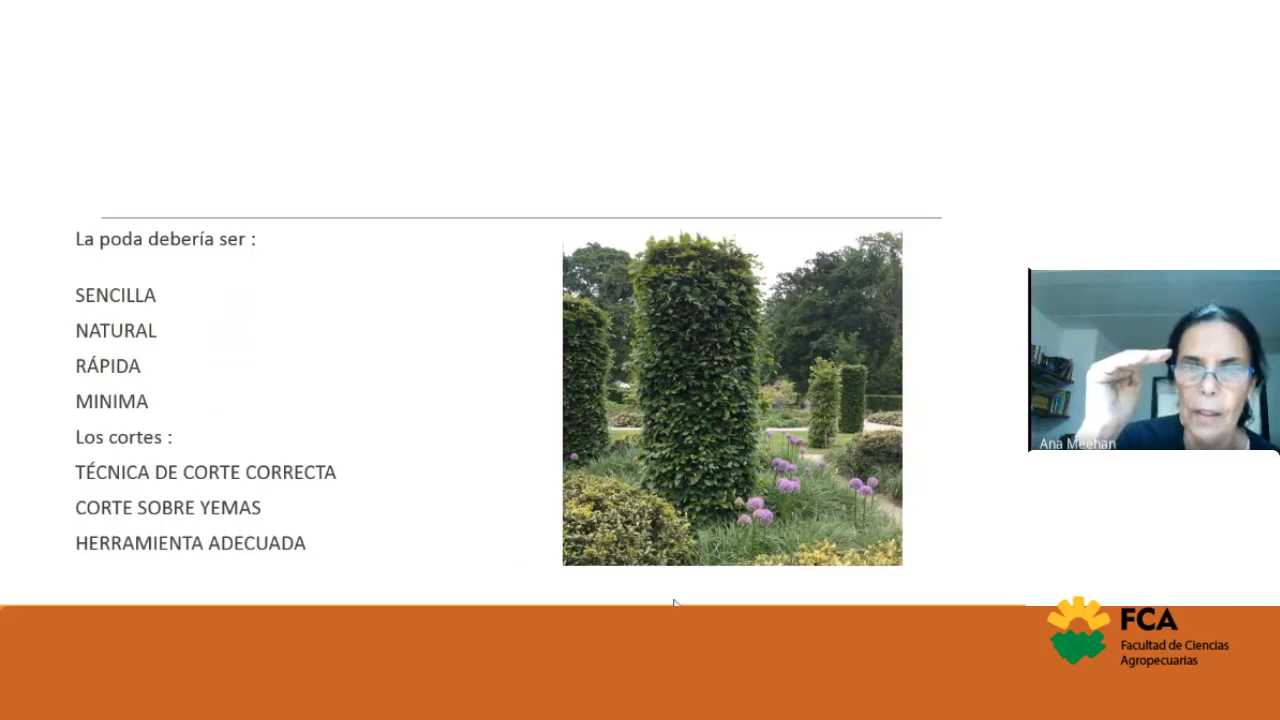 La poda debería ser :
SENCILLA
NATURAL
RÁPIDA
MINIMA
Los cortes :
TÉCNICA DE CORTE CORRECTA
CORTE SOBRE YEMAS
HERRAMIENTA ADECUADA
Ana Meehan
FCA
Facultad de Ciencias
Agropecuarias